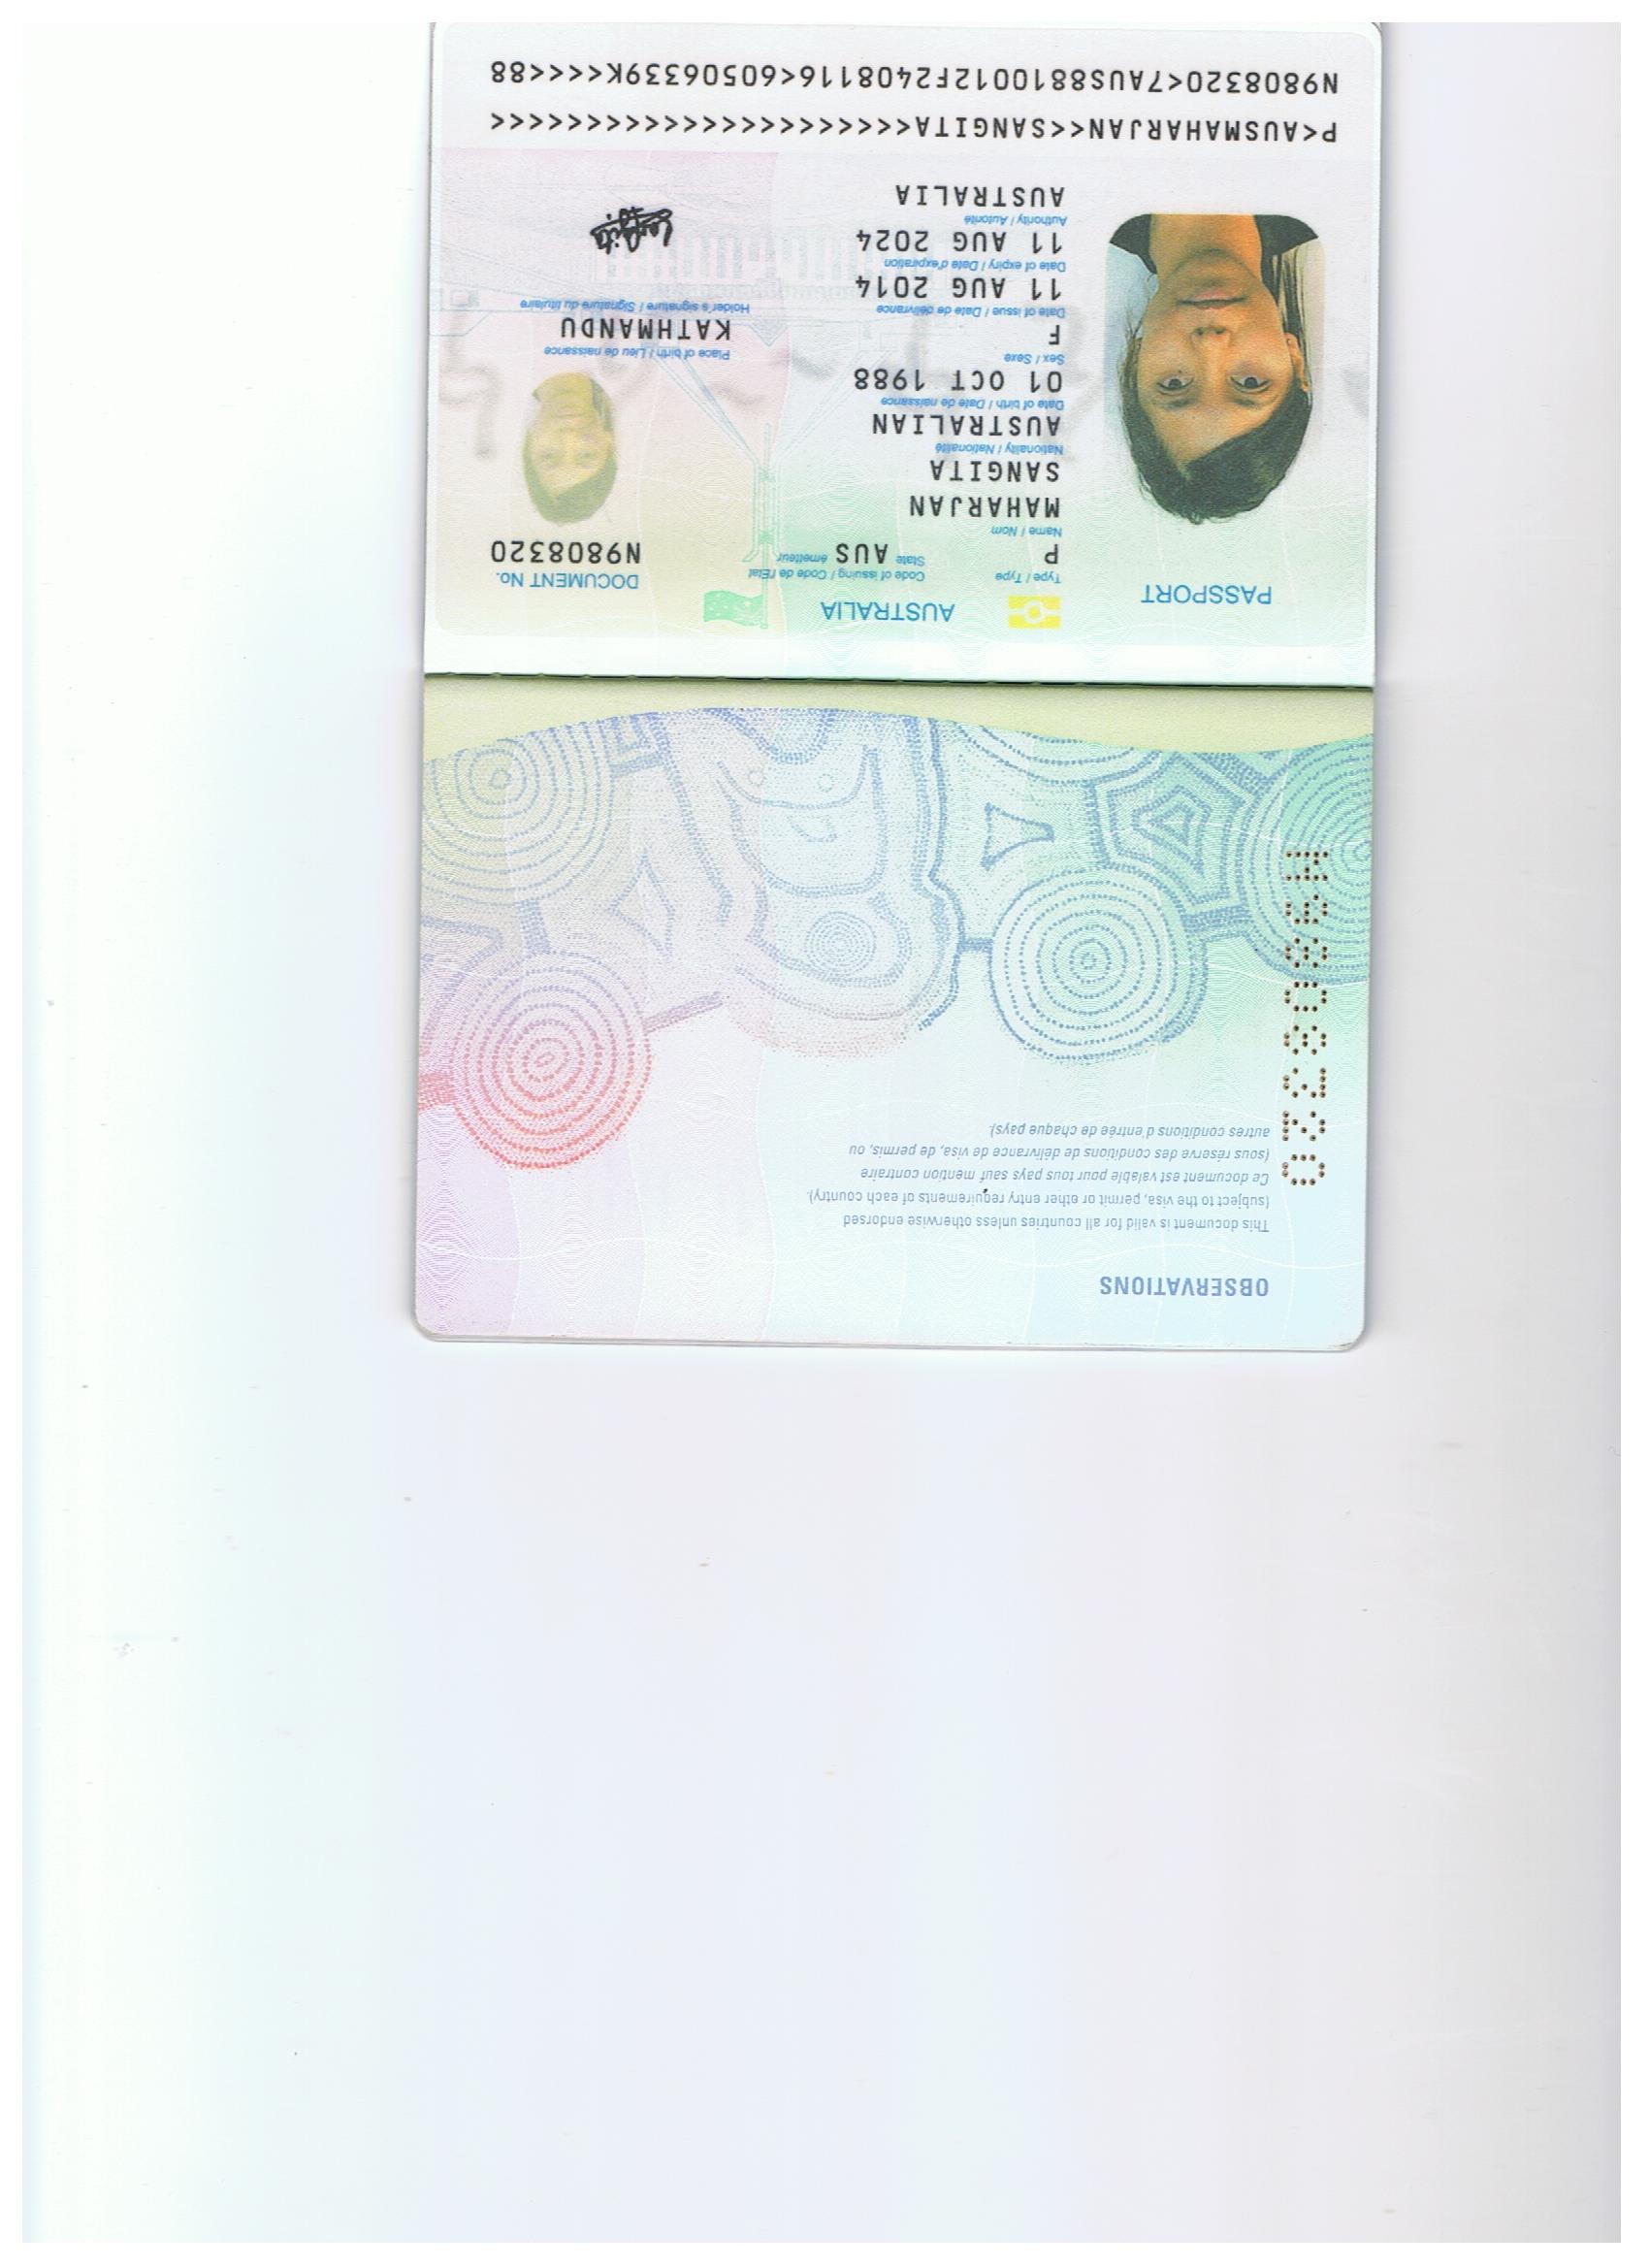 OBSERVATIONS
This document is valid for all countries unless otherwise endorsed
(subject to the visa, permit or other entry requirements of each country).
Ce document est valable pour tous pays sauf mention contraire
(sous réserve des conditions de délivrance de visa, de permis, ou
autres conditions d'entrée de chaque pays).
N9808320
PASSPORT
AUSTRALIA
Type / Type
Code of issuing / Code de l'État
State émetteur
DOCUMENT No.
P
AUS
N9808320
Name / Nom
MAHARJAN
SANGITA
Nationality / Nationalité
AUSTRALIAN
Date of birth / Date de naissance
01 OCT 1988
Sex / Sexe
F
Place of birth / Lieu de naissance
KATHMANDU
Date of issue / Date de délivrance
11 AUG 2014
Holder's signature / Signature du titulaire
Date of expiry / Date d'expiration
11 AUG 2024
Sangita
Authority / Autorité
AUSTRALIA
P<AUSMAHARJAN<<SANGITA<<<<<<<<<<<<<<<<<<<<<<
N9808320<7AUS8810012F2408116<60506339K<<<<88